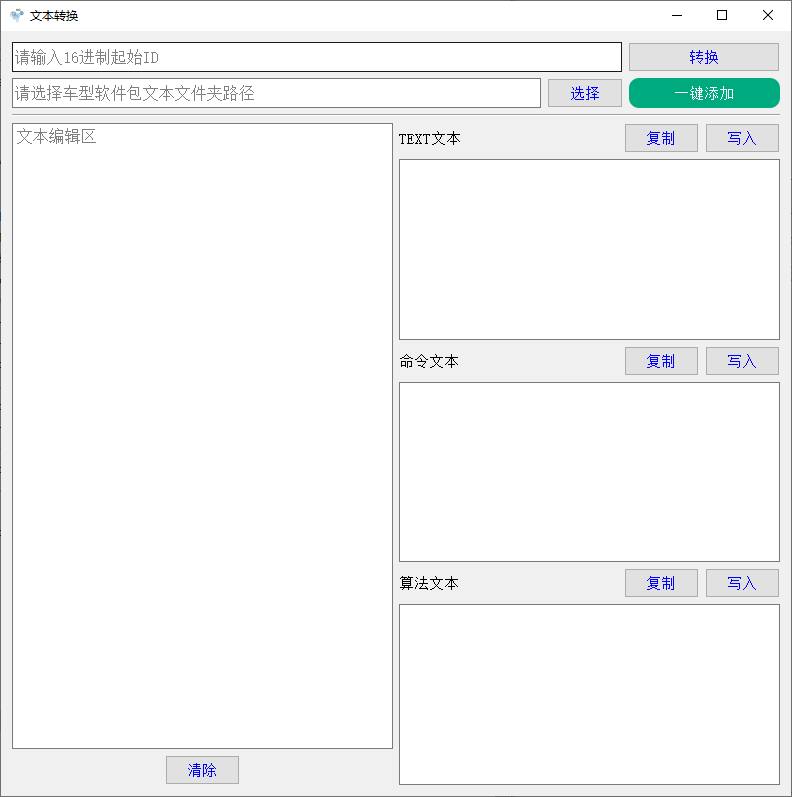 文本转换
请输入16进制起始ID
转换
请选择车型软件包文本文件夹路径
选择
一键添加
文本编辑区
TEXT文本
复制
写入
命令文本
复制
写入
算法文本
复制
写入
清除